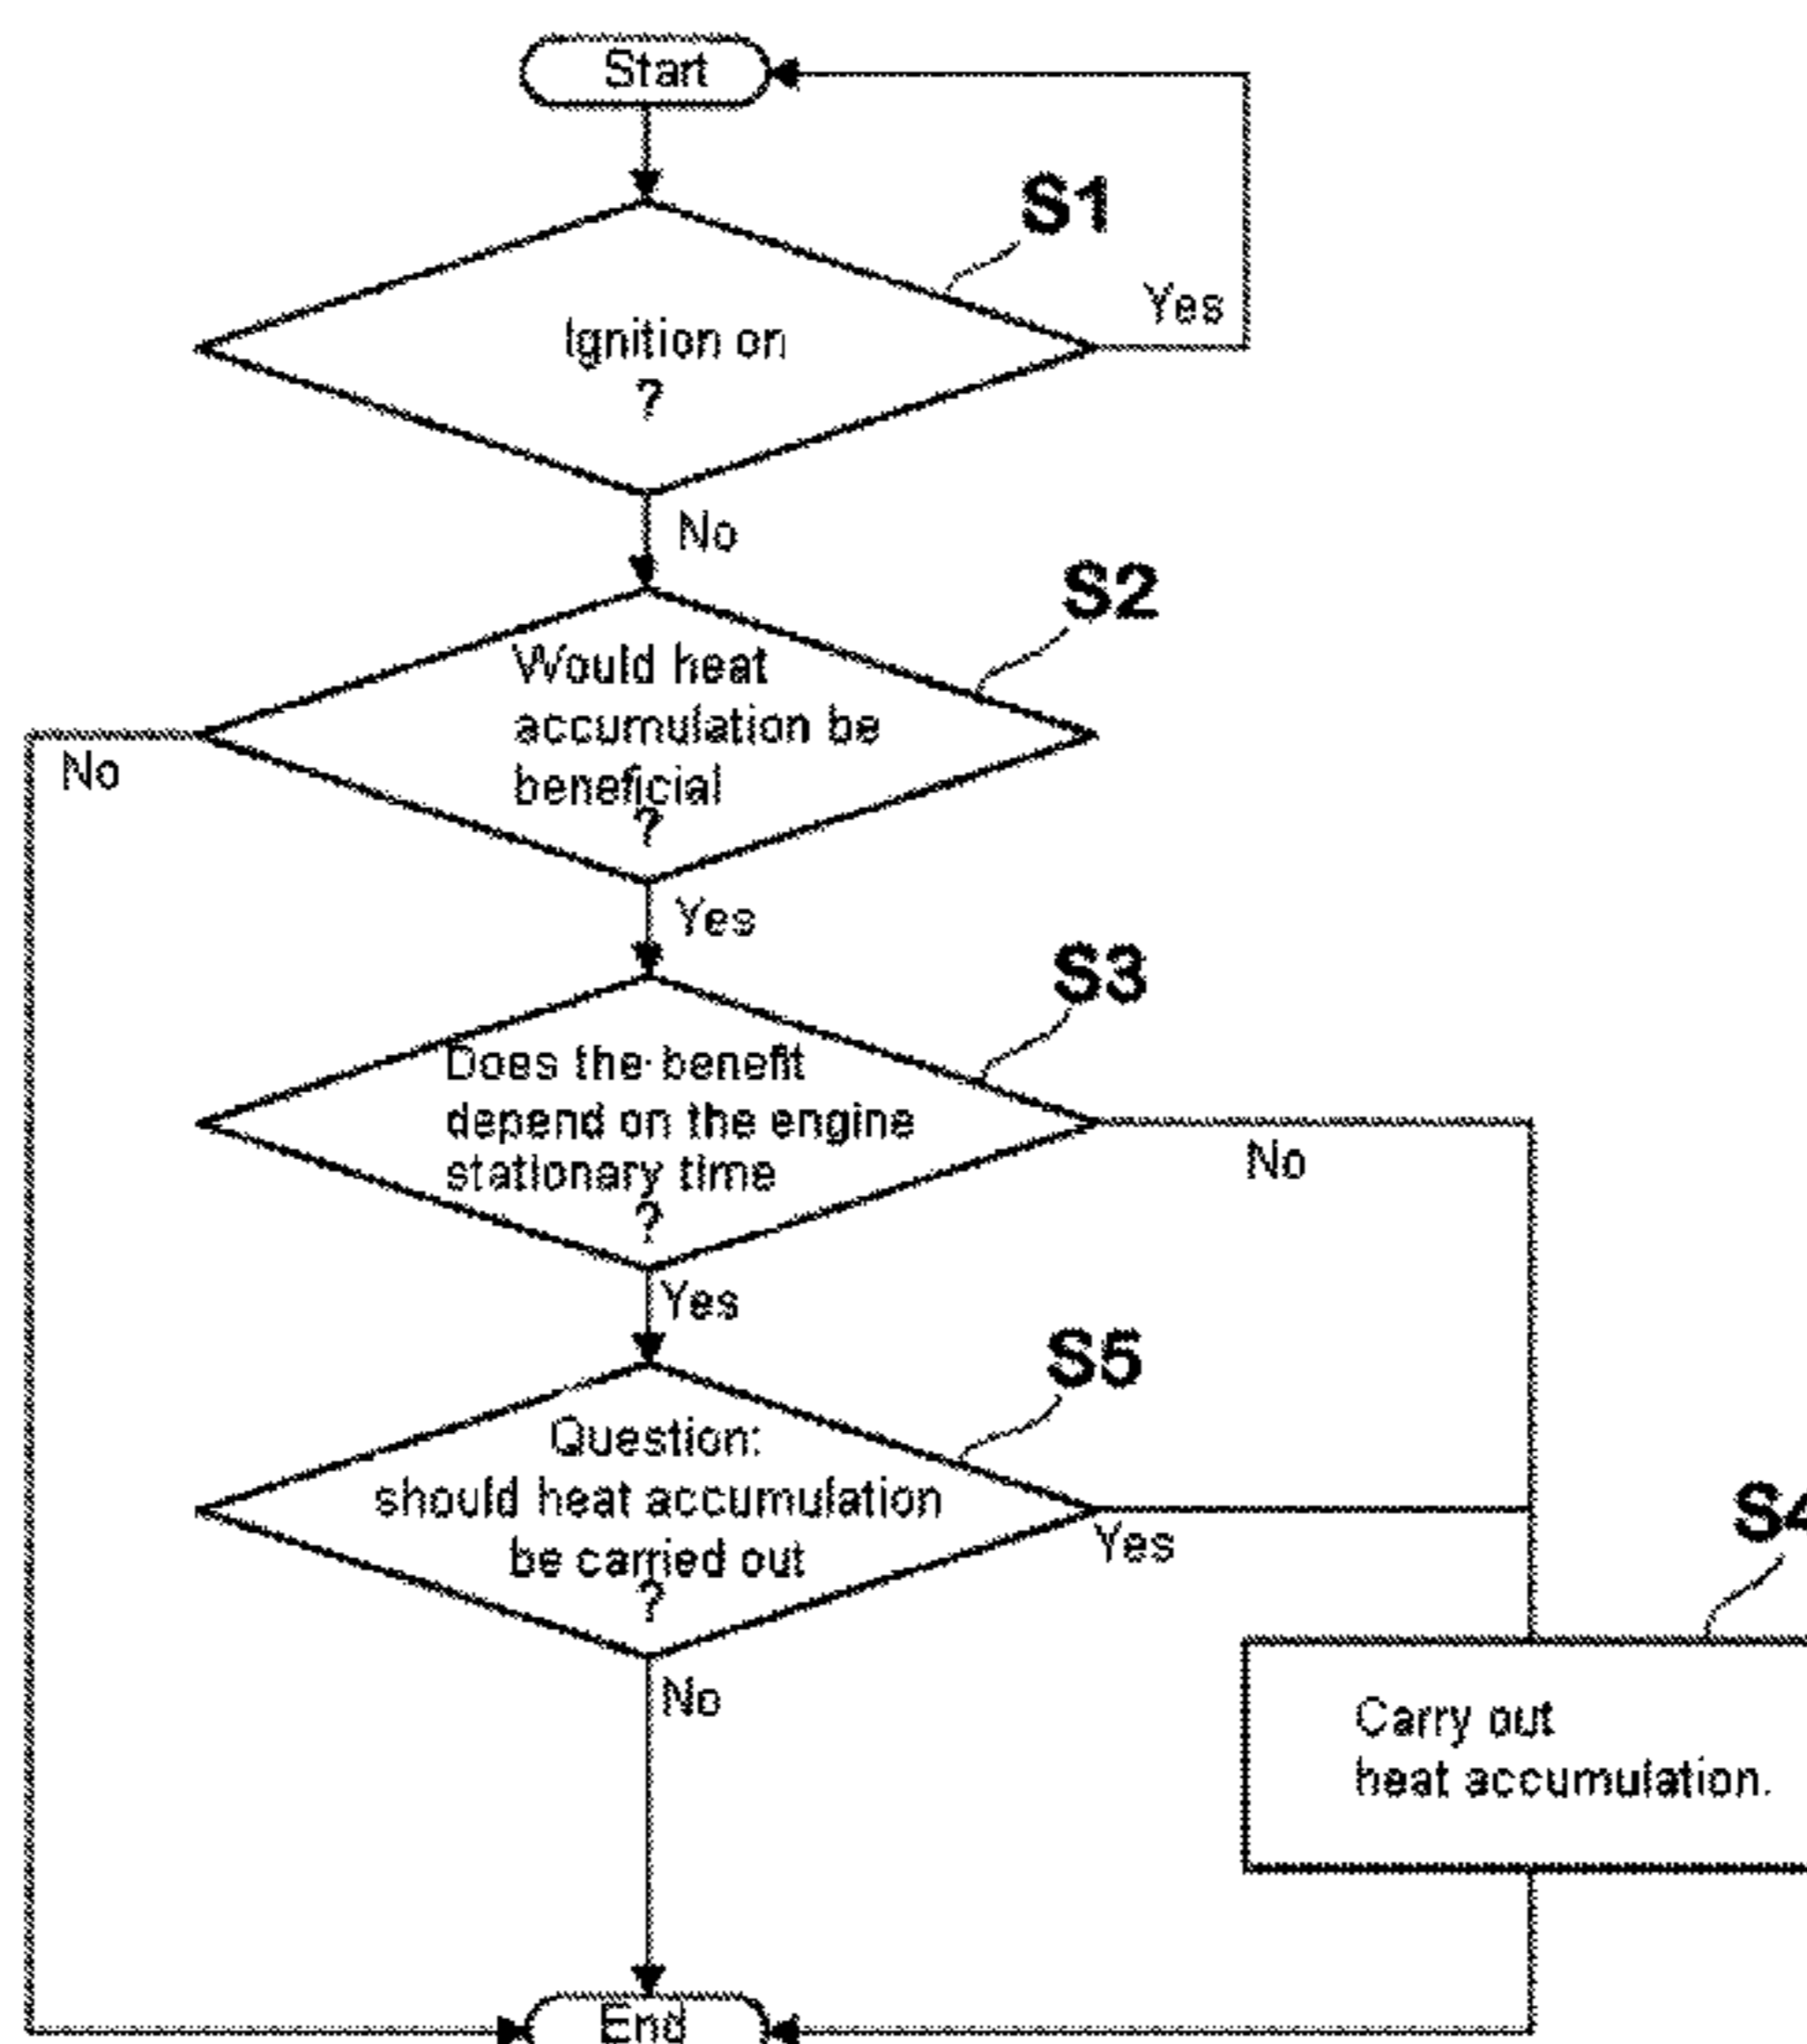 Start
S1
Yes
Ignition on
?
No
S2
Would heat
accumulation be
beneficial
?
No
Yes
S3
Does the benefit
depend on the engine
stationary time
?
No
Yes
S5
Question:
should heat accumulation
be carried out
?
Yes
S4
No
Carry out
heat accumulation.
End